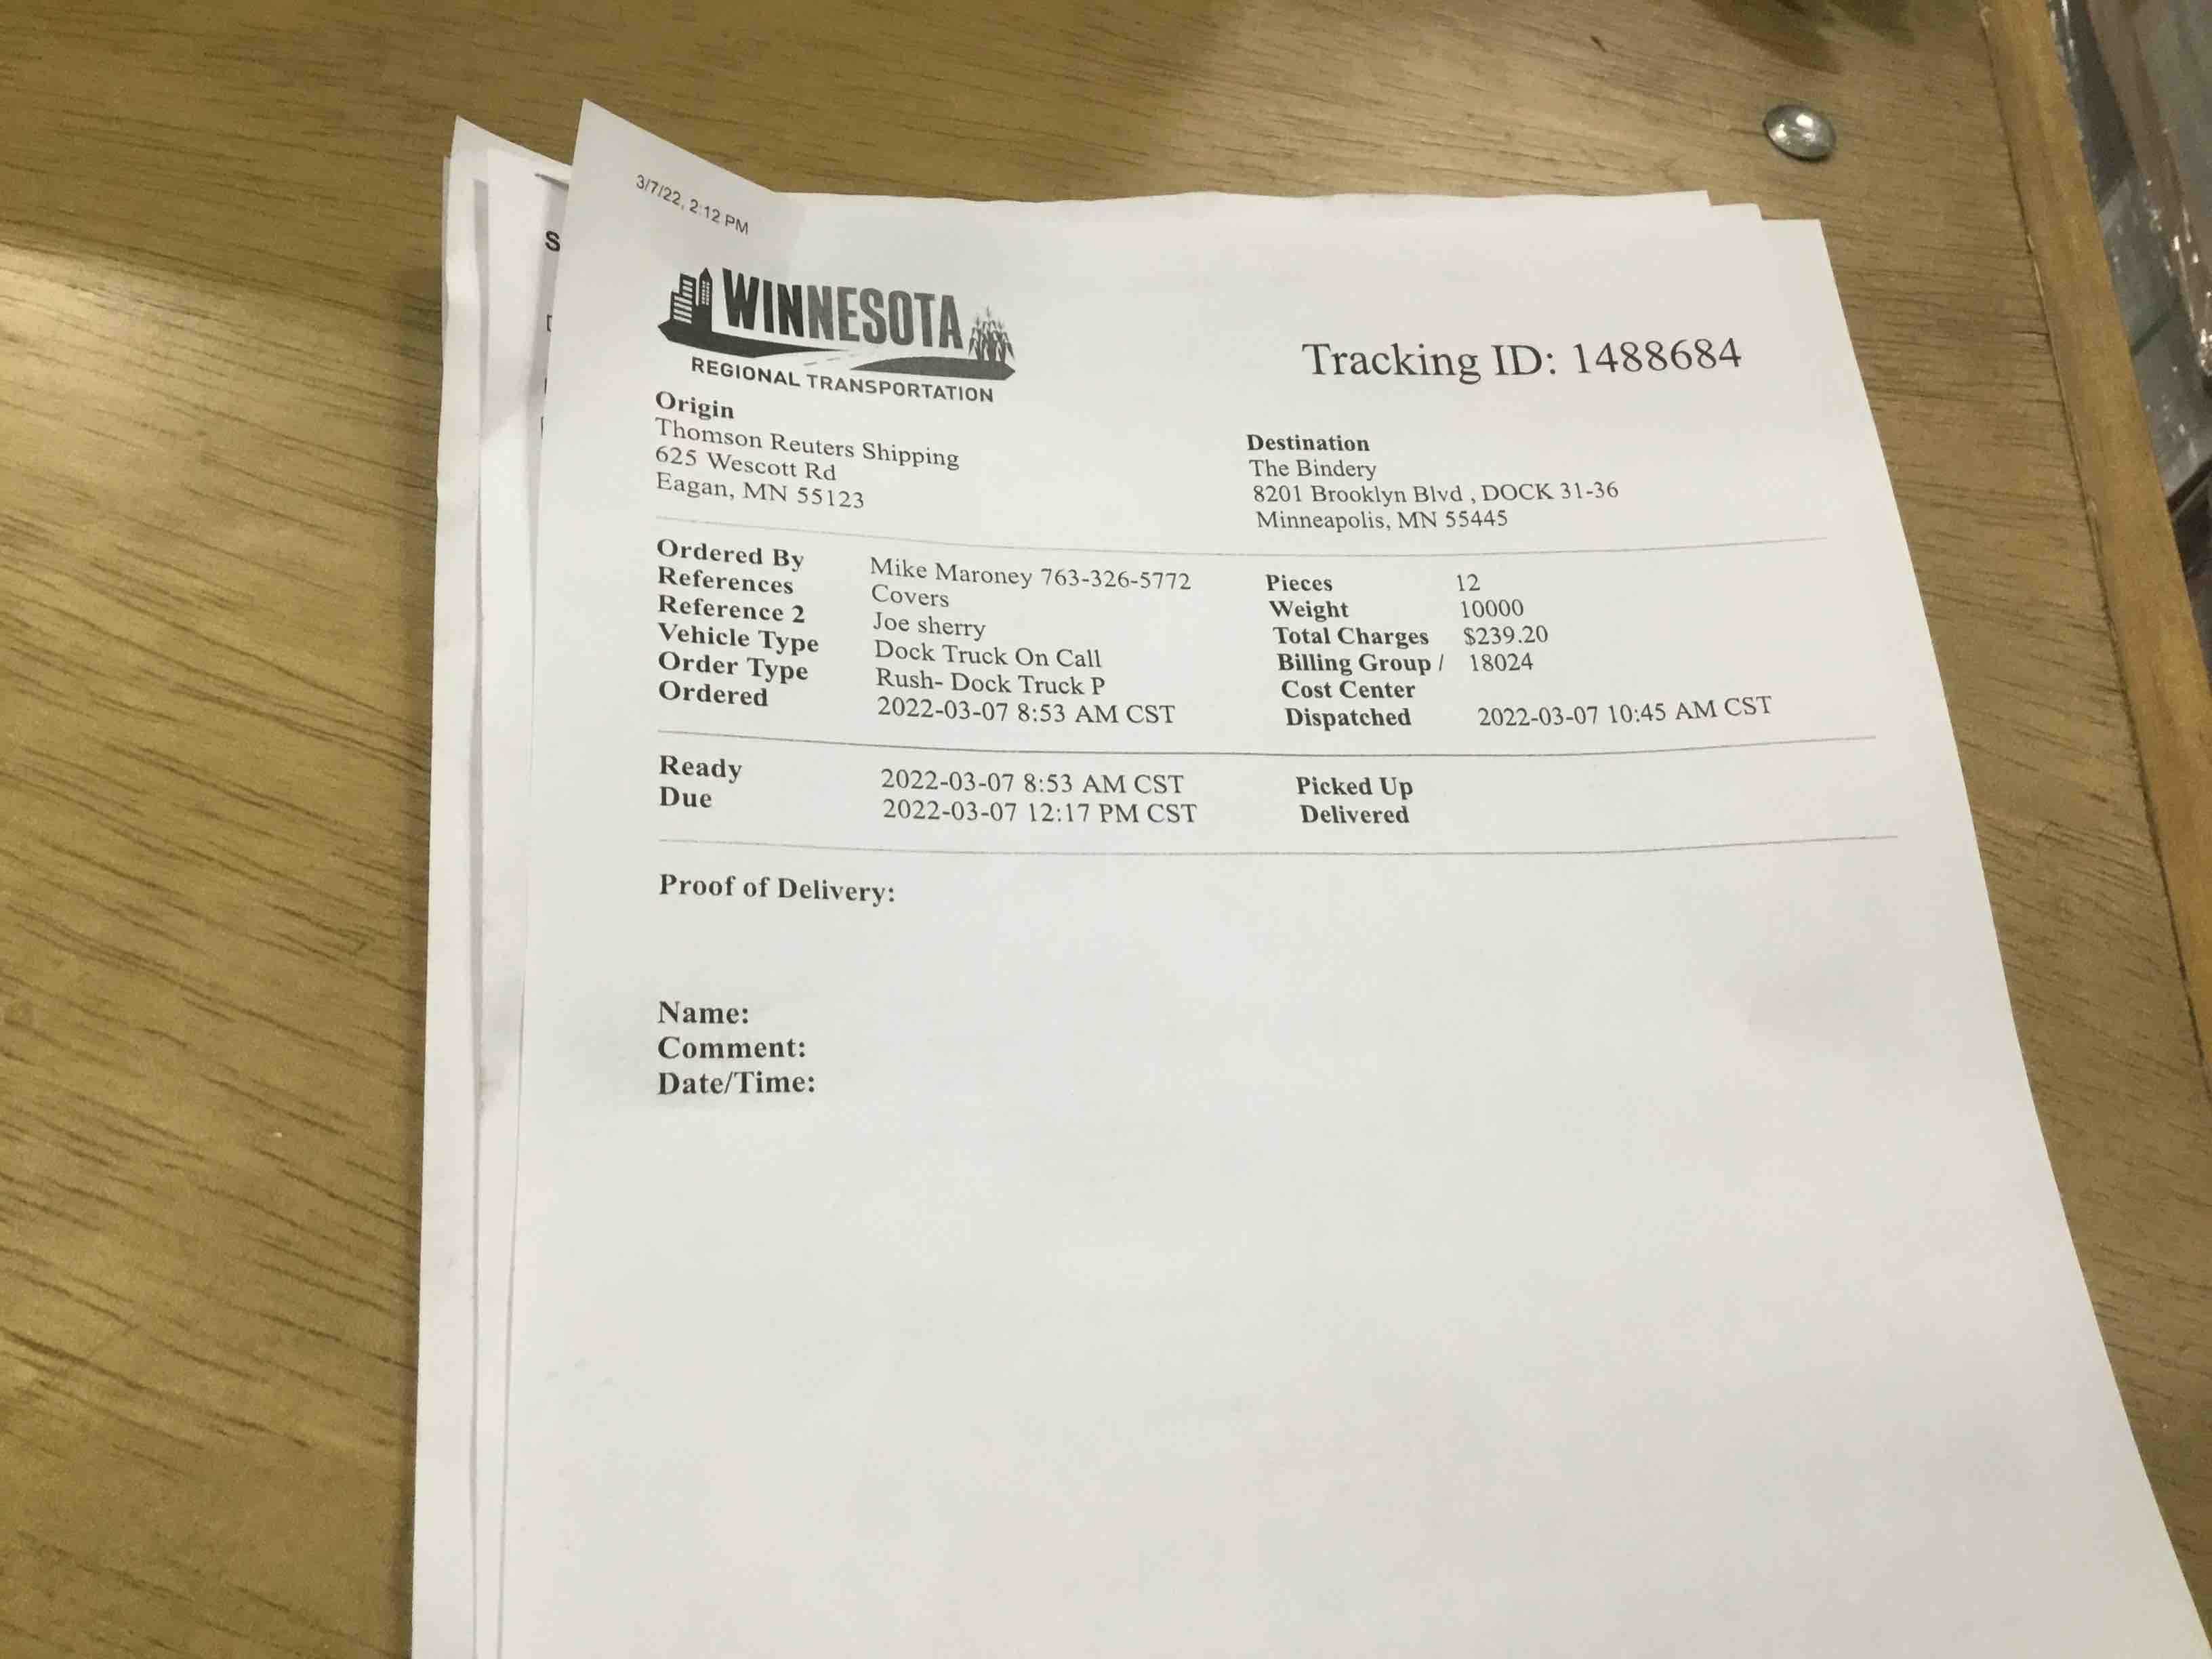 3/7/22, 2:12 PM
WINNESOTA
REGIONAL TRANSPORTATION
Tracking ID: 1488684
Origin
Thomson Reuters Shipping
625 Wescott Rd
Eagan, MN 55123
Destination
The Bindery
8201 Brooklyn Blvd , DOCK 31-36
Minneapolis, MN 55445
Ordered By Mike Maroney 763-326-5772
References Covers
Reference 2 Joe sherry
Vehicle Type Dock Truck On Call
Order Type Rush- Dock Truck P
Ordered 2022-03-07 8:53 AM CST
Pieces 12
Weight 10000
Total Charges $239.20
Billing Group / 18024
Cost Center
Dispatched 2022-03-07 10:45 AM CST
Ready 2022-03-07 8:53 AM CST
Due 2022-03-07 12:17 PM CST
Picked Up
Delivered
Proof of Delivery:
Name:
Comment:
Date/Time:
S